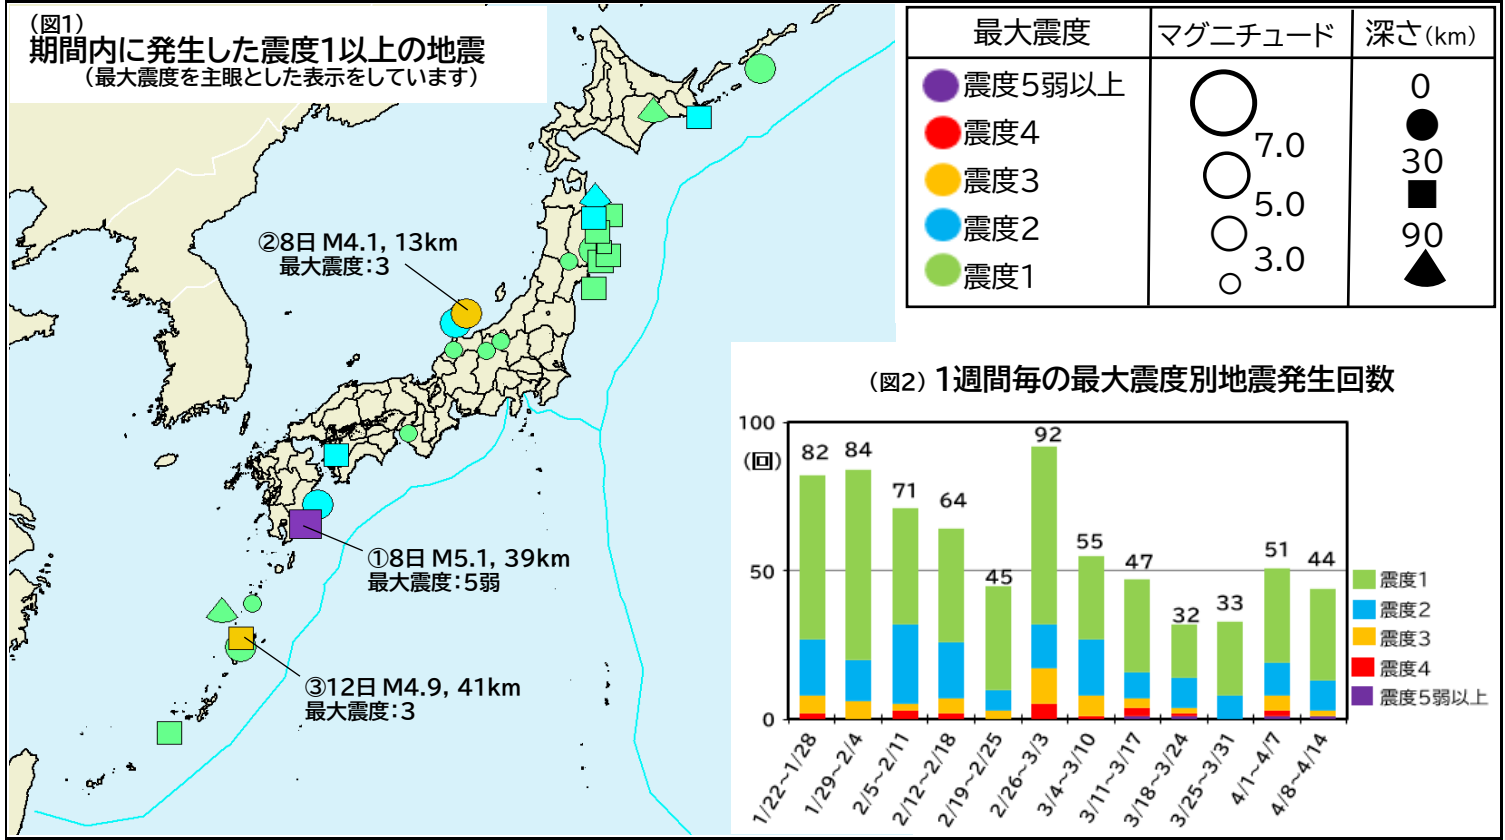 (図1)
期間内に発生した震度1以上の地震
(最大震度を主眼とした表示をしています)
②8日 M4.1, 13km
最大震度:3
①8日 M5.1, 39km
最大震度:5弱
③12日 M4.9, 41km
最大震度:3
最大震度 マグニチュード 深さ(km)
震度5弱以上
震度4
震度3
震度2
震度1
7.0
5.0
3.0
0
30
90
(図2) 1週間毎の最大震度別地震発生回数
100
(回)
50
0
82 84 71 64 45 92 55 47 32 33 51 44
震度1
震度2
震度3
震度4
震度5弱以上
1/22~1/28
1/29~2/4
2/5~2/11
2/12~2/18
2/19~2/25
2/26~3/3
3/4~3/10
3/11~3/17
3/18~3/24
3/25~3/31
4/1~4/7
4/8~4/14